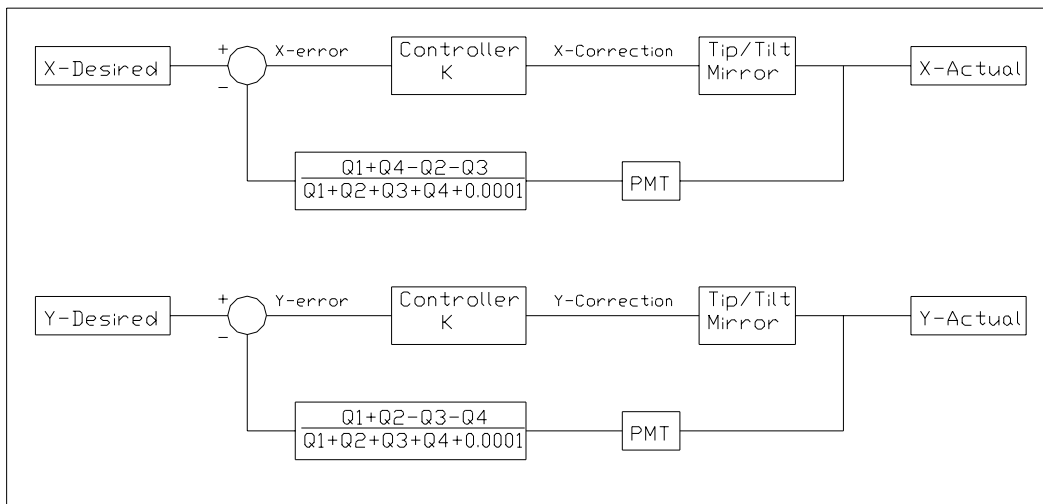 X-Desired
+
−
X-error
Controller
K
X-Correction
Tip/Tilt
Mirror
X-Actual
Q1+Q4-Q2-Q3
Q1+Q2+Q3+Q4+0.0001
PMT
Y-Desired
+
−
Y-error
Controller
K
Y-Correction
Tip/Tilt
Mirror
Y-Actual
Q1+Q2-Q3-Q4
Q1+Q2+Q3+Q4+0.0001
PMT